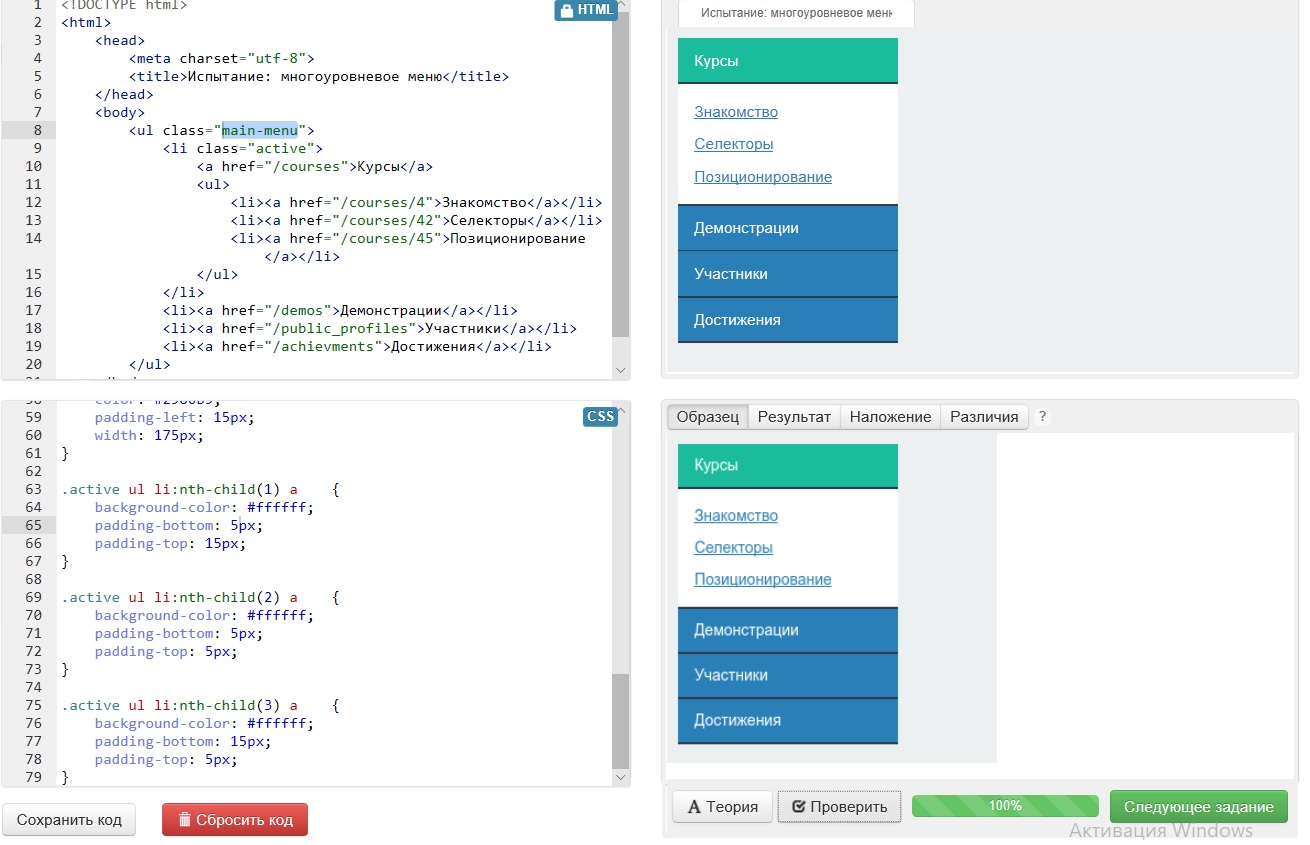 1 <!DOCTYPE html>
2 <html>
3 <head>
4 <meta charset="utf-8">
5 <title>Испытание: многоуровневое меню</title>
6 </head>
7 <body>
8 <ul class="main-menu">
9 <li class="active">
10 <a href="/courses">Курсы</a>
11 <ul>
12 <li><a href="/courses/4">Знакомство</a></li>
13 <li><a href="/courses/42">Селекторы</a></li>
14 <li><a href="/courses/45">Позиционирование
</a></li>
15 </ul>
16 </li>
17 <li><a href="/demos">Демонстрации</a></li>
18 <li><a href="/public_profiles">Участники</a></li>
19 <li><a href="/achievments">Достижения</a></li>
20 </ul>
HTML
Испытание: многоуровневое меню
Курсы
Знакомство
Селекторы
Позиционирование
Демонстрации
Участники
Достижения
CSS
59 padding-left: 15px;
60 width: 175px;
61 }
62
63 .active ul li:nth-child(1) a {
64 background-color: #ffffff;
65 padding-bottom: 5px;
66 padding-top: 15px;
67 }
68
69 .active ul li:nth-child(2) a {
70 background-color: #ffffff;
71 padding-bottom: 5px;
72 padding-top: 5px;
73 }
74
75 .active ul li:nth-child(3) a {
76 background-color: #ffffff;
77 padding-bottom: 15px;
78 padding-top: 5px;
79 }
Образец Результат Наложение Различия ?
Курсы
Знакомство
Селекторы
Позиционирование
Демонстрации
Участники
Достижения
Сохранить код Сбросить код
А Теория Проверить 100% Следующее задание
Активация Windows